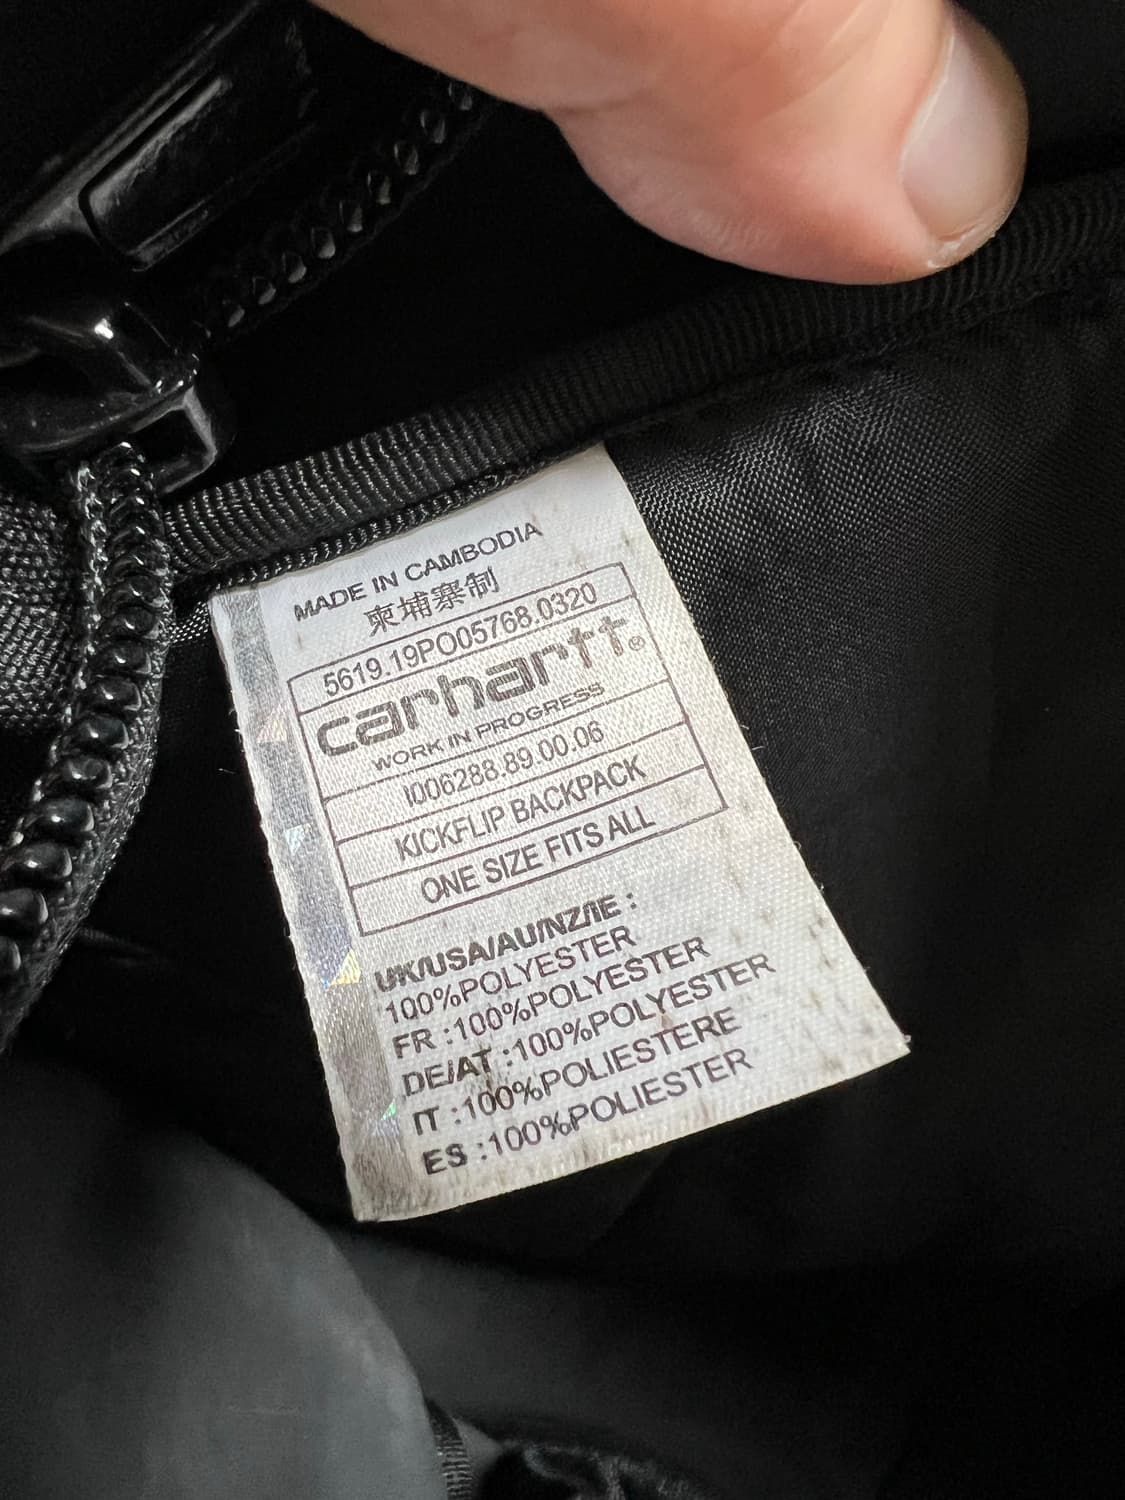 MADE IN CAMBODIA
柬埔寨制
5619.19PO05768.0320
carhartt®
WORK IN PROGRESS
I006288.89.00.06
KICKFLIP BACKPACK
ONE SIZE FITS ALL
UK/USA/AU/NZ/IE :
100%POLYESTER
FR :100%POLYESTER
DE/AT :100%POLYESTER
IT :100%POLIESTERE
ES :100%POLIESTER